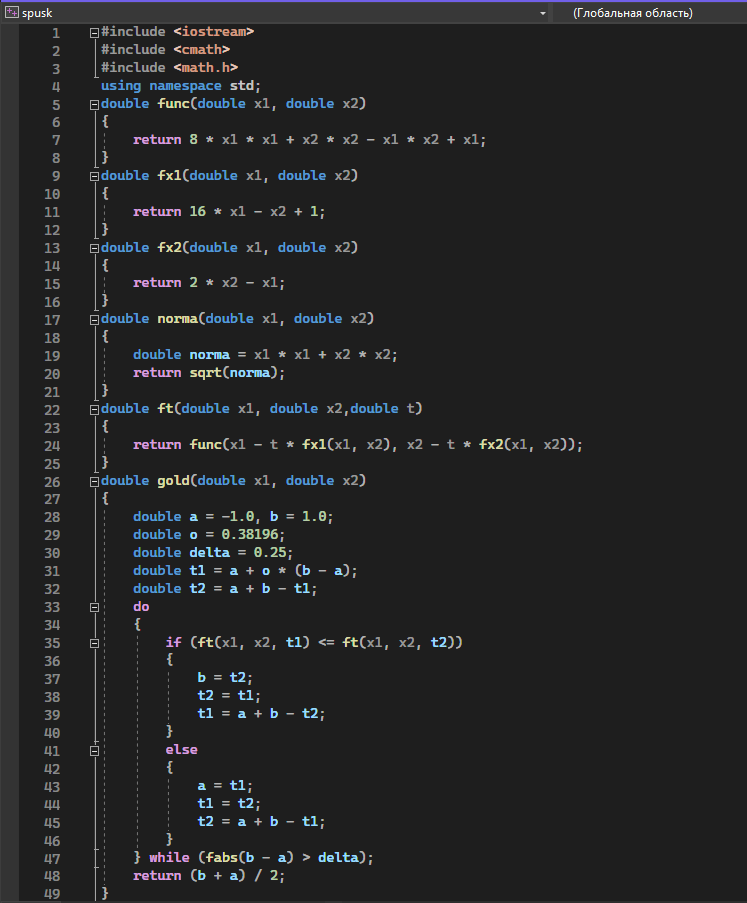 spusk (Глобальная область)
1 #include <iostream>
2 #include <cmath>
3 #include <math.h>
4 using namespace std;
5 double func(double x1, double x2)
6 {
7 return 8 * x1 * x1 + x2 * x2 - x1 * x2 + x1;
8 }
9 double fx1(double x1, double x2)
10 {
11 return 16 * x1 - x2 + 1;
12 }
13 double fx2(double x1, double x2)
14 {
15 return 2 * x2 - x1;
16 }
17 double norma(double x1, double x2)
18 {
19 double norma = x1 * x1 + x2 * x2;
20 return sqrt(norma);
21 }
22 double ft(double x1, double x2,double t)
23 {
24 return func(x1 - t * fx1(x1, x2), x2 - t * fx2(x1, x2));
25 }
26 double gold(double x1, double x2)
27 {
28 double a = -1.0, b = 1.0;
29 double o = 0.38196;
30 double delta = 0.25;
31 double t1 = a + o * (b - a);
32 double t2 = a + b - t1;
33 do
34 {
35 if (ft(x1, x2, t1) <= ft(x1, x2, t2))
36 {
37 b = t2;
38 t2 = t1;
39 t1 = a + b - t2;
40 }
41 else
42 {
43 a = t1;
44 t1 = t2;
45 t2 = a + b - t1;
46 }
47 } while (fabs(b - a) > delta);
48 return (b + a) / 2;
49 }